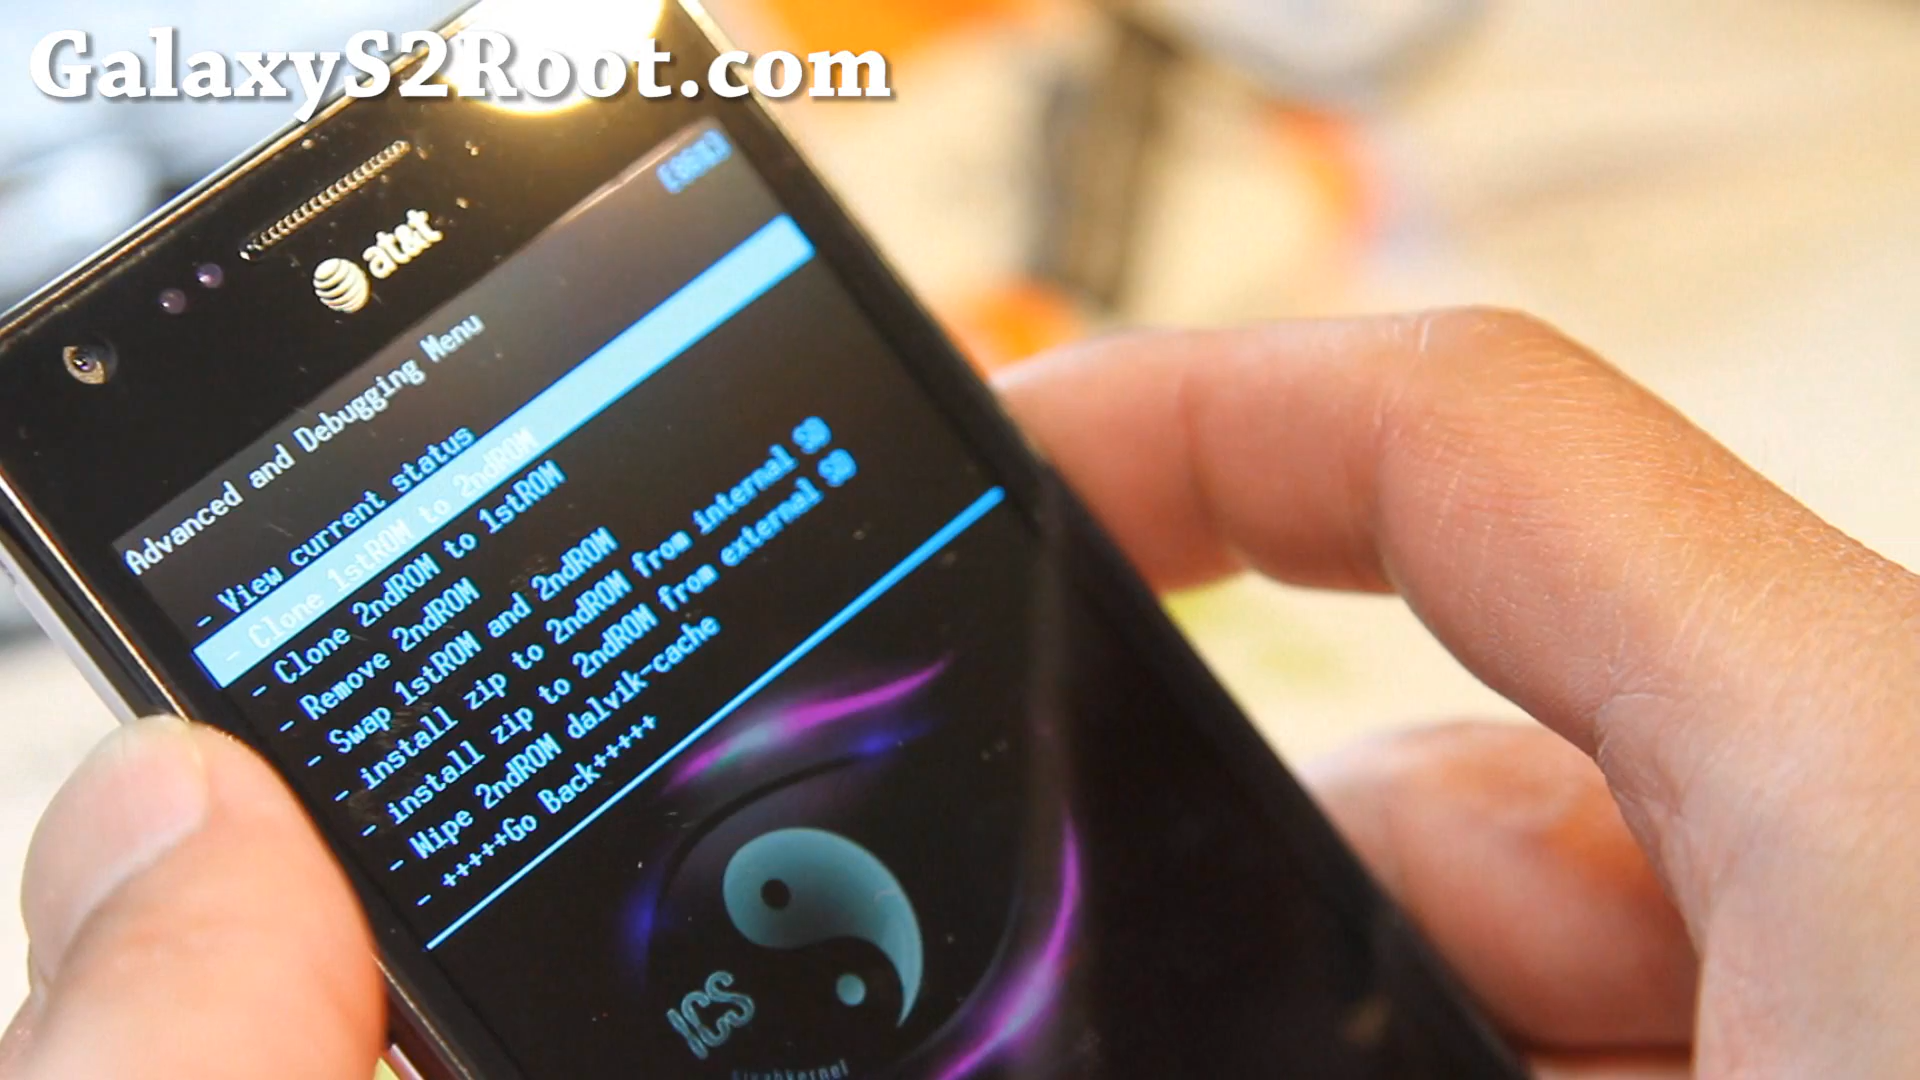 GalaxyS2Root.com
at&t
Advanced and Debugging Menu
- View current status
- Clone 1stROM to 2ndROM
- Clone 2ndROM to 1stROM
- Remove 2ndROM
- Swap 1stROM and 2ndROM
- install zip to 2ndROM from internal SD
- install zip to 2ndROM from external SD
- Wipe 2ndROM dalvik-cache
- +++++Go Back+++++
ICS